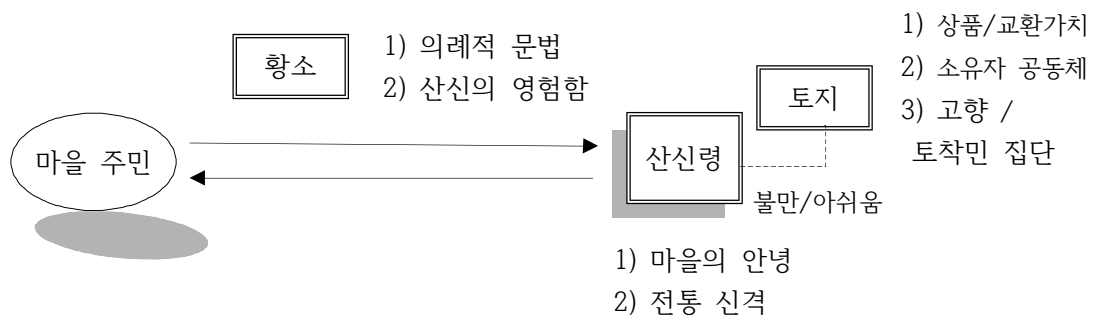 황소
1) 의례적 문법
2) 산신의 영험함
1) 상품/교환가치
2) 소유자 공동체
3) 고향 /
토착민 집단
토지
마을 주민
산신령
불만/아쉬움
1) 마을의 안녕
2) 전통 신격